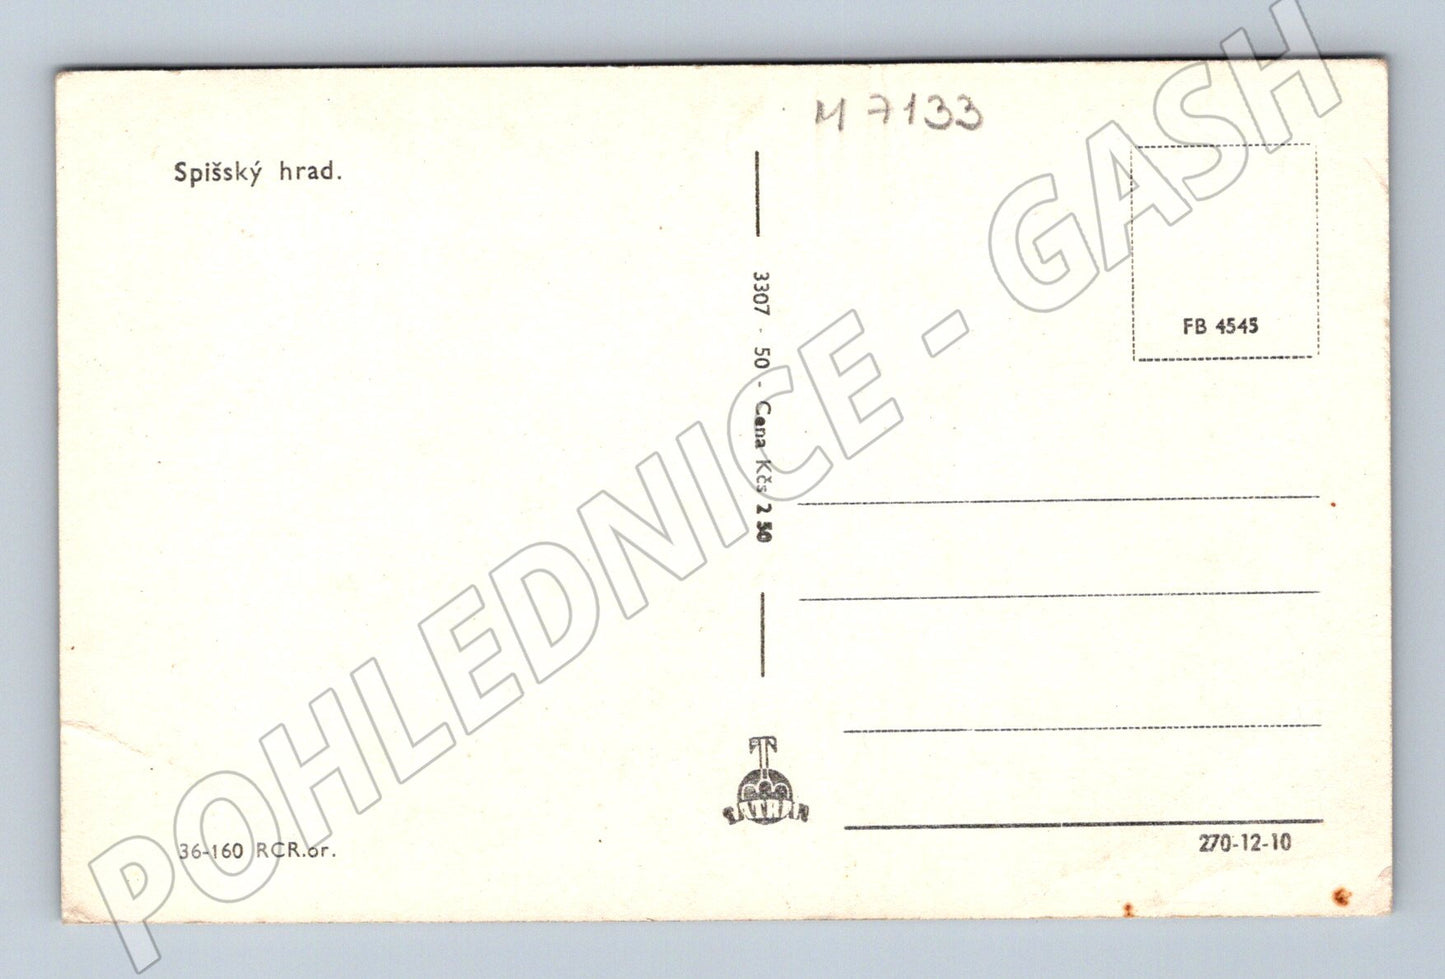 M 7133
Spišský hrad.
FB 4545
3307 - 50 - Cena Kčs 2 50
TATRAN
36-160 RCR.or.
270-12-10
POHLEDNICE - GASH